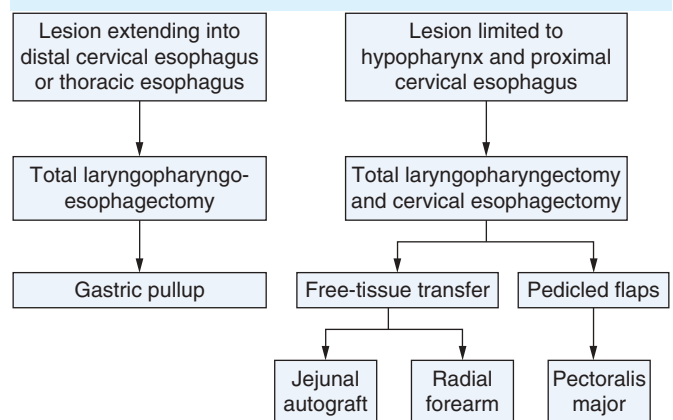 Lesion extending into
distal cervical esophagus
or thoracic esophagus
Lesion limited to
hypopharynx and proximal
cervical esophagus
Total laryngopharyngo-
esophagectomy
Total laryngopharyngectomy
and cervical esophagectomy
Gastric pullup
Free-tissue transfer
Pedicled flaps
Jejunal
autograft
Radial
forearm
Pectoralis
major